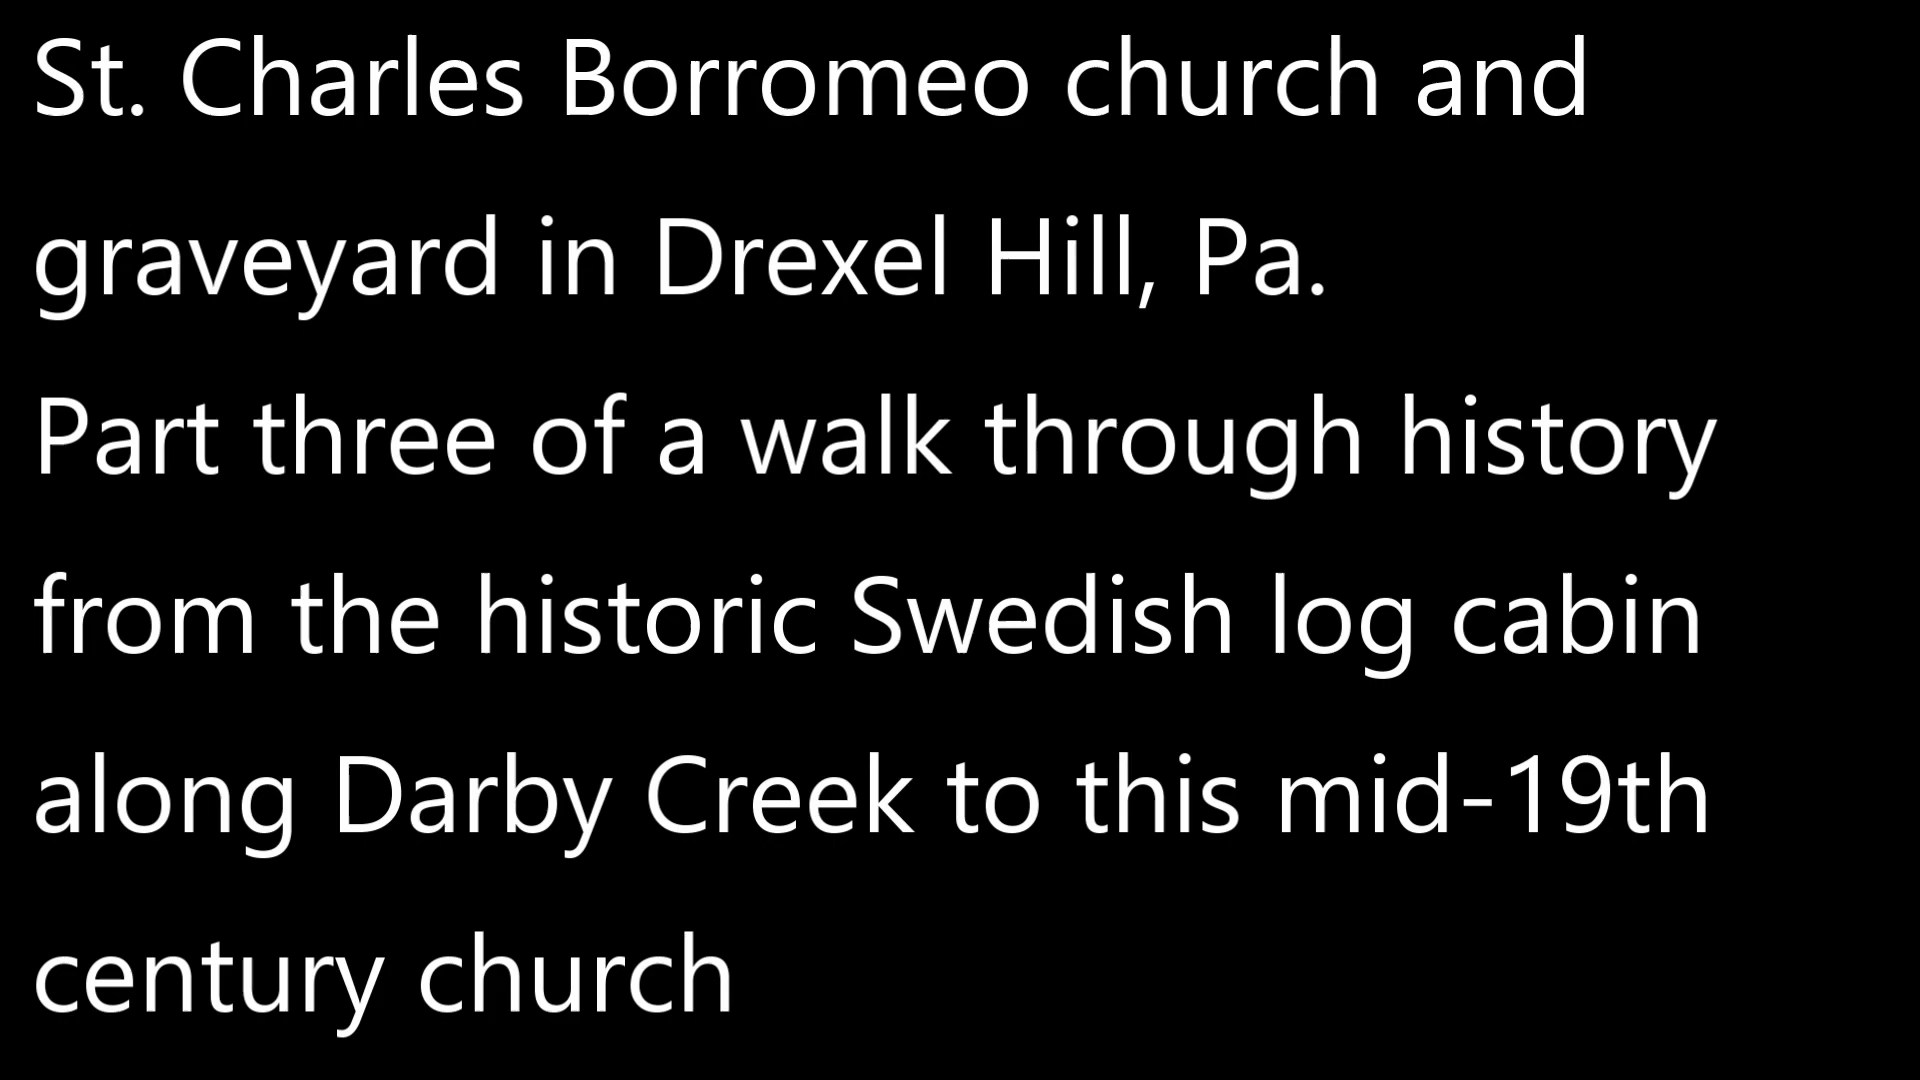 St. Charles Borromeo church and
graveyard in Drexel Hill, Pa.
Part three of a walk through history
from the historic Swedish log cabin
along Darby Creek to this mid-19th
century church